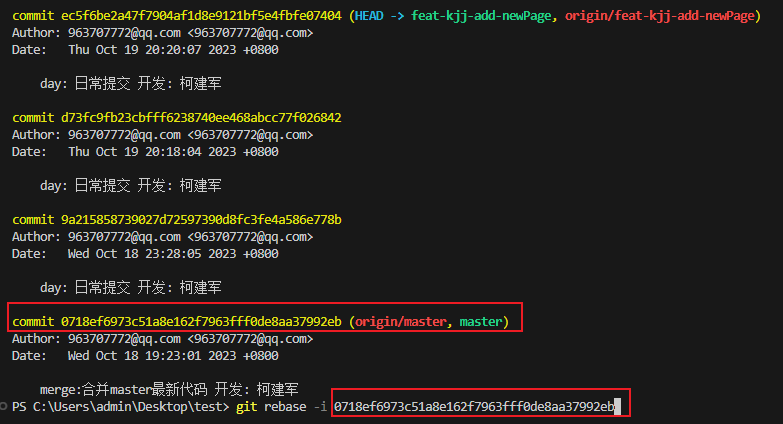 commit ec5f6be2a47f7904af1d8e9121bf5e4fbfe07404 (HEAD -> feat-kjj-add-newPage, origin/feat-kjj-add-newPage)
Author: 963707772@qq.com <963707772@qq.com>
Date:   Thu Oct 19 20:20:07 2023 +0800
day: 日常提交 开发: 柯建军
commit d73fc9fb23cbfff6238740ee468abcc77f026842
Author: 963707772@qq.com <963707772@qq.com>
Date:   Thu Oct 19 20:18:04 2023 +0800
day: 日常提交 开发: 柯建军
commit 9a215858739027d72597390d8fc3fe4a586e778b
Author: 963707772@qq.com <963707772@qq.com>
Date:   Wed Oct 18 23:28:05 2023 +0800
day: 日常提交 开发: 柯建军
commit 0718ef6973c51a8e162f7963fff0de8aa37992eb (origin/master, master)
Author: 963707772@qq.com <963707772@qq.com>
Date:   Wed Oct 18 19:23:01 2023 +0800
merge:合并master最新代码 开发: 柯建军
PS C:\Users\admin\Desktop\test> git rebase -i 0718ef6973c51a8e162f7963fff0de8aa37992eb